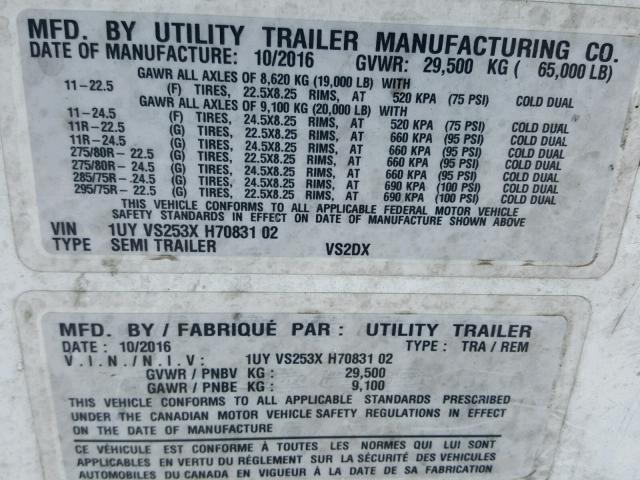 MFD. BY UTILITY TRAILER MANUFACTURING CO.
DATE OF MANUFACTURE: 10/2016 GVWR: 29,500 KG ( 65,000 LB)
GAWR ALL AXLES OF 8,620 KG (19,000 LB) WITH
11-22.5 (F) TIRES, 22.5X8.25 RIMS, AT 520 KPA (75 PSI) COLD DUAL
GAWR ALL AXLES OF 9,100 KG (20,000 LB) WITH
11-24.5 (F) TIRES, 24.5X8.25 RIMS, AT 520 KPA (75 PSI) COLD DUAL
11R-22.5 (G) TIRES, 22.5X8.25 RIMS, AT 660 KPA (95 PSI) COLD DUAL
11R-24.5 (G) TIRES, 24.5X8.25 RIMS, AT 660 KPA (95 PSI) COLD DUAL
275/80R-22.5 (G) TIRES, 22.5X8.25 RIMS, AT 660 KPA (95 PSI) COLD DUAL
275/80R-24.5 (G) TIRES, 24.5X8.25 RIMS, AT 660 KPA (95 PSI) COLD DUAL
285/75R-24.5 (G) TIRES, 24.5X8.25 RIMS, AT 690 KPA (100 PSI) COLD DUAL
295/75R-22.5 (G) TIRES, 22.5X8.25 RIMS, AT 690 KPA (100 PSI) COLD DUAL
THIS VEHICLE CONFORMS TO ALL APPLICABLE FEDERAL MOTOR VEHICLE
SAFETY STANDARDS IN EFFECT ON DATE OF MANUFACTURE SHOWN ABOVE
VIN 1UY VS253X H70831 02
TYPE SEMI TRAILER VS2DX
MFD. BY / FABRIQUÉ PAR : UTILITY TRAILER
DATE : 10/2016 TYPE : TRA / REM
V.I.N./N.I.V: 1UY VS253X H70831 02
GVWR / PNBV KG : 29,500
GAWR / PNBE KG : 9,100
THIS VEHICLE CONFORMS TO ALL APPLICABLE STANDARDS PRESCRIBED
UNDER THE CANADIAN MOTOR VEHICLE SAFETY REGULATIONS IN EFFECT
ON THE DATE OF MANUFACTURE
CE VÉHICULE EST CONFORME À TOUTES LES NORMES QUI LUI SONT
APPLICABLES EN VERTU DU RÉGLEMENT SUR LA SÉCURITÉ DES VEHICULES
AUTOMOBILES DU CANADA EN VIGUEUR À LA DATE DE SA FABRICATION